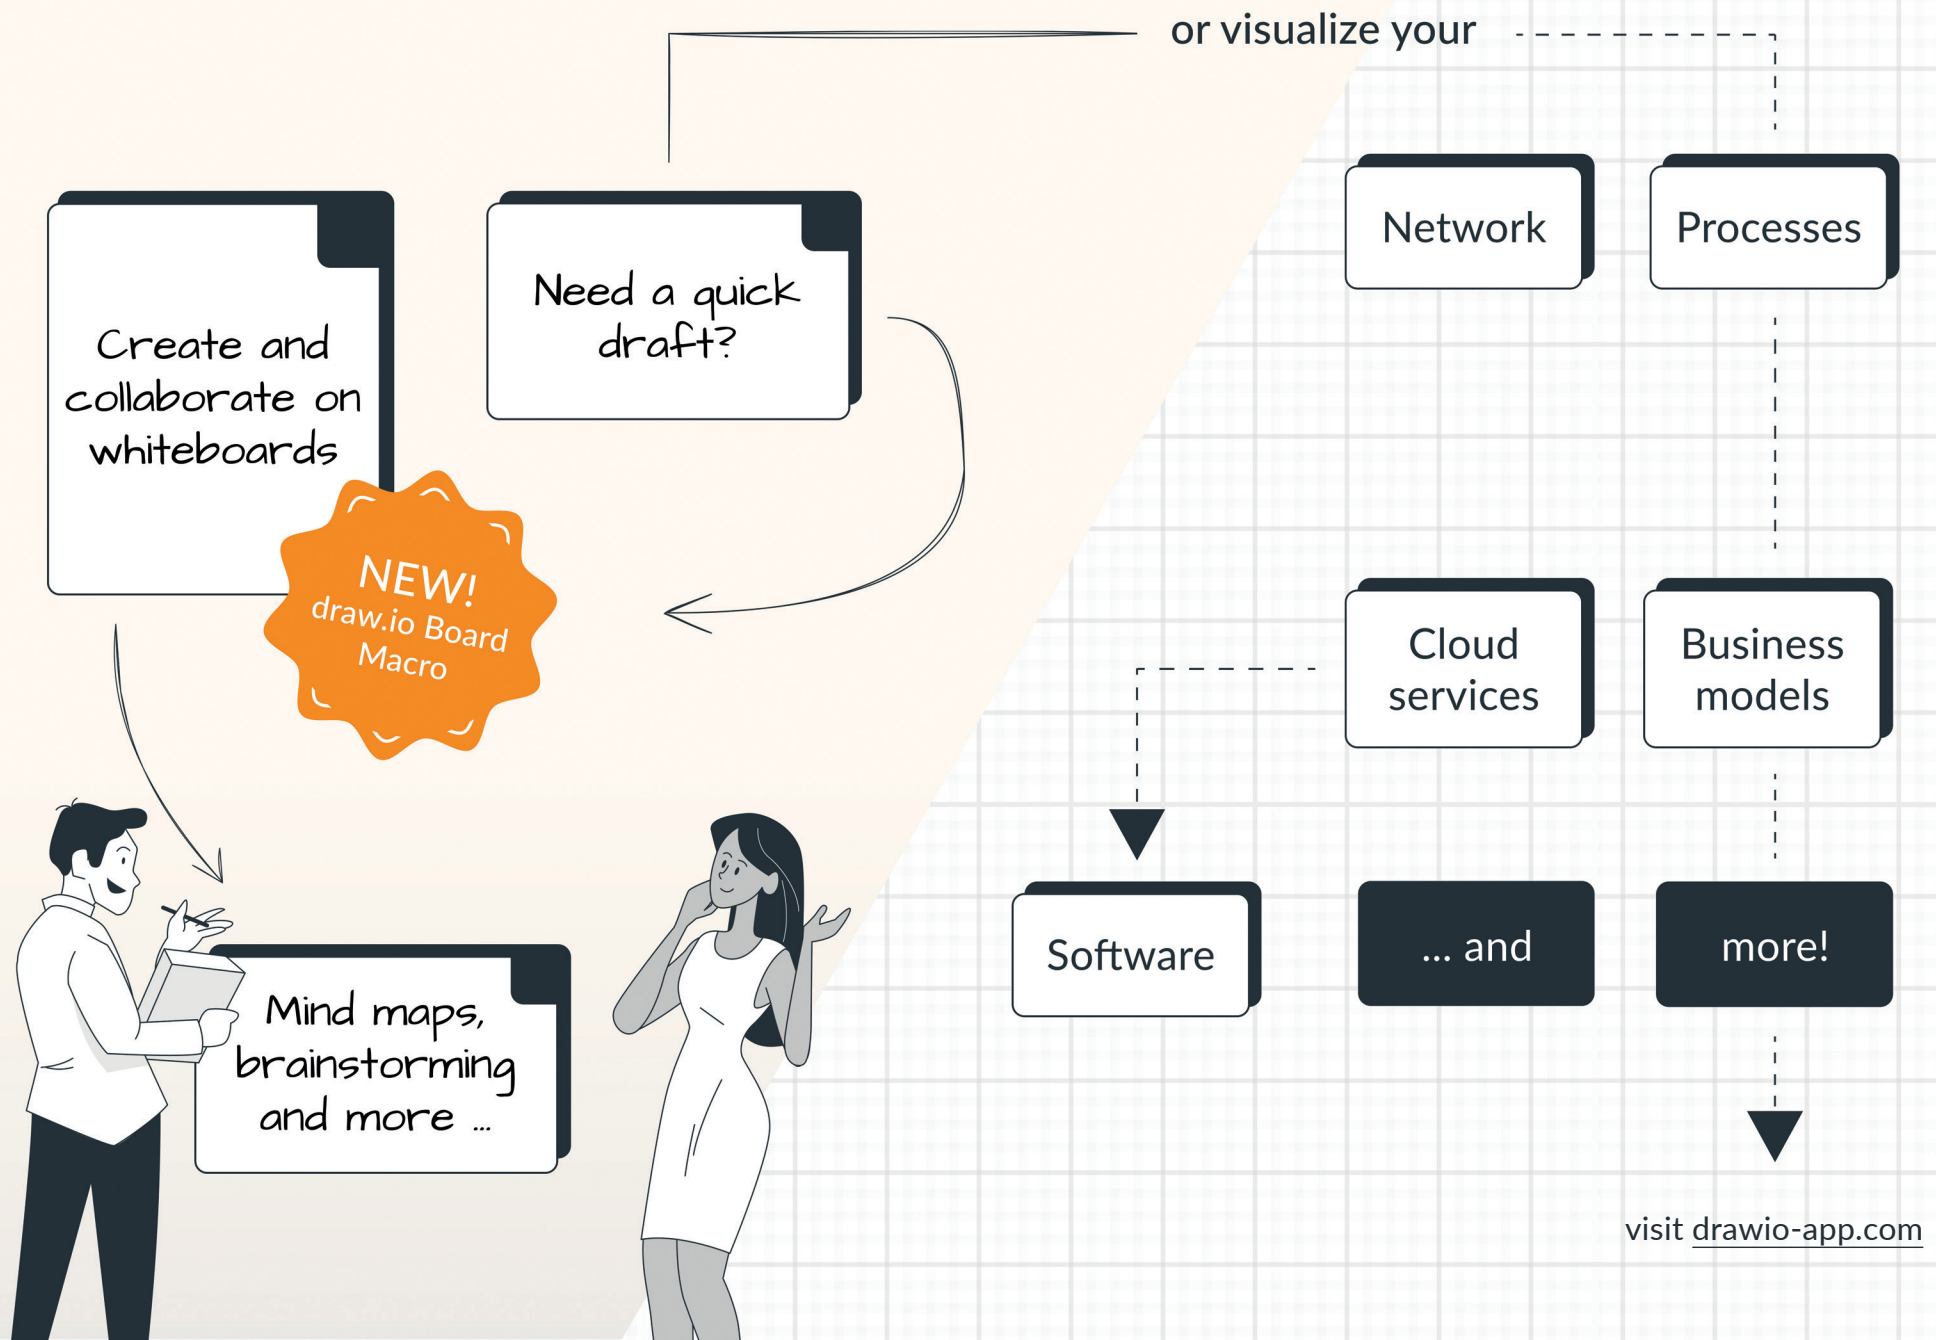 or visualize your
Need a quick
draft?
Create and
collaborate on
whiteboards
NEW!
draw.io Board
Macro
Mind maps,
brainstorming
and more ...
Network
Processes
Cloud
services
Business
models
Software
... and
more!
visit drawio-app.com